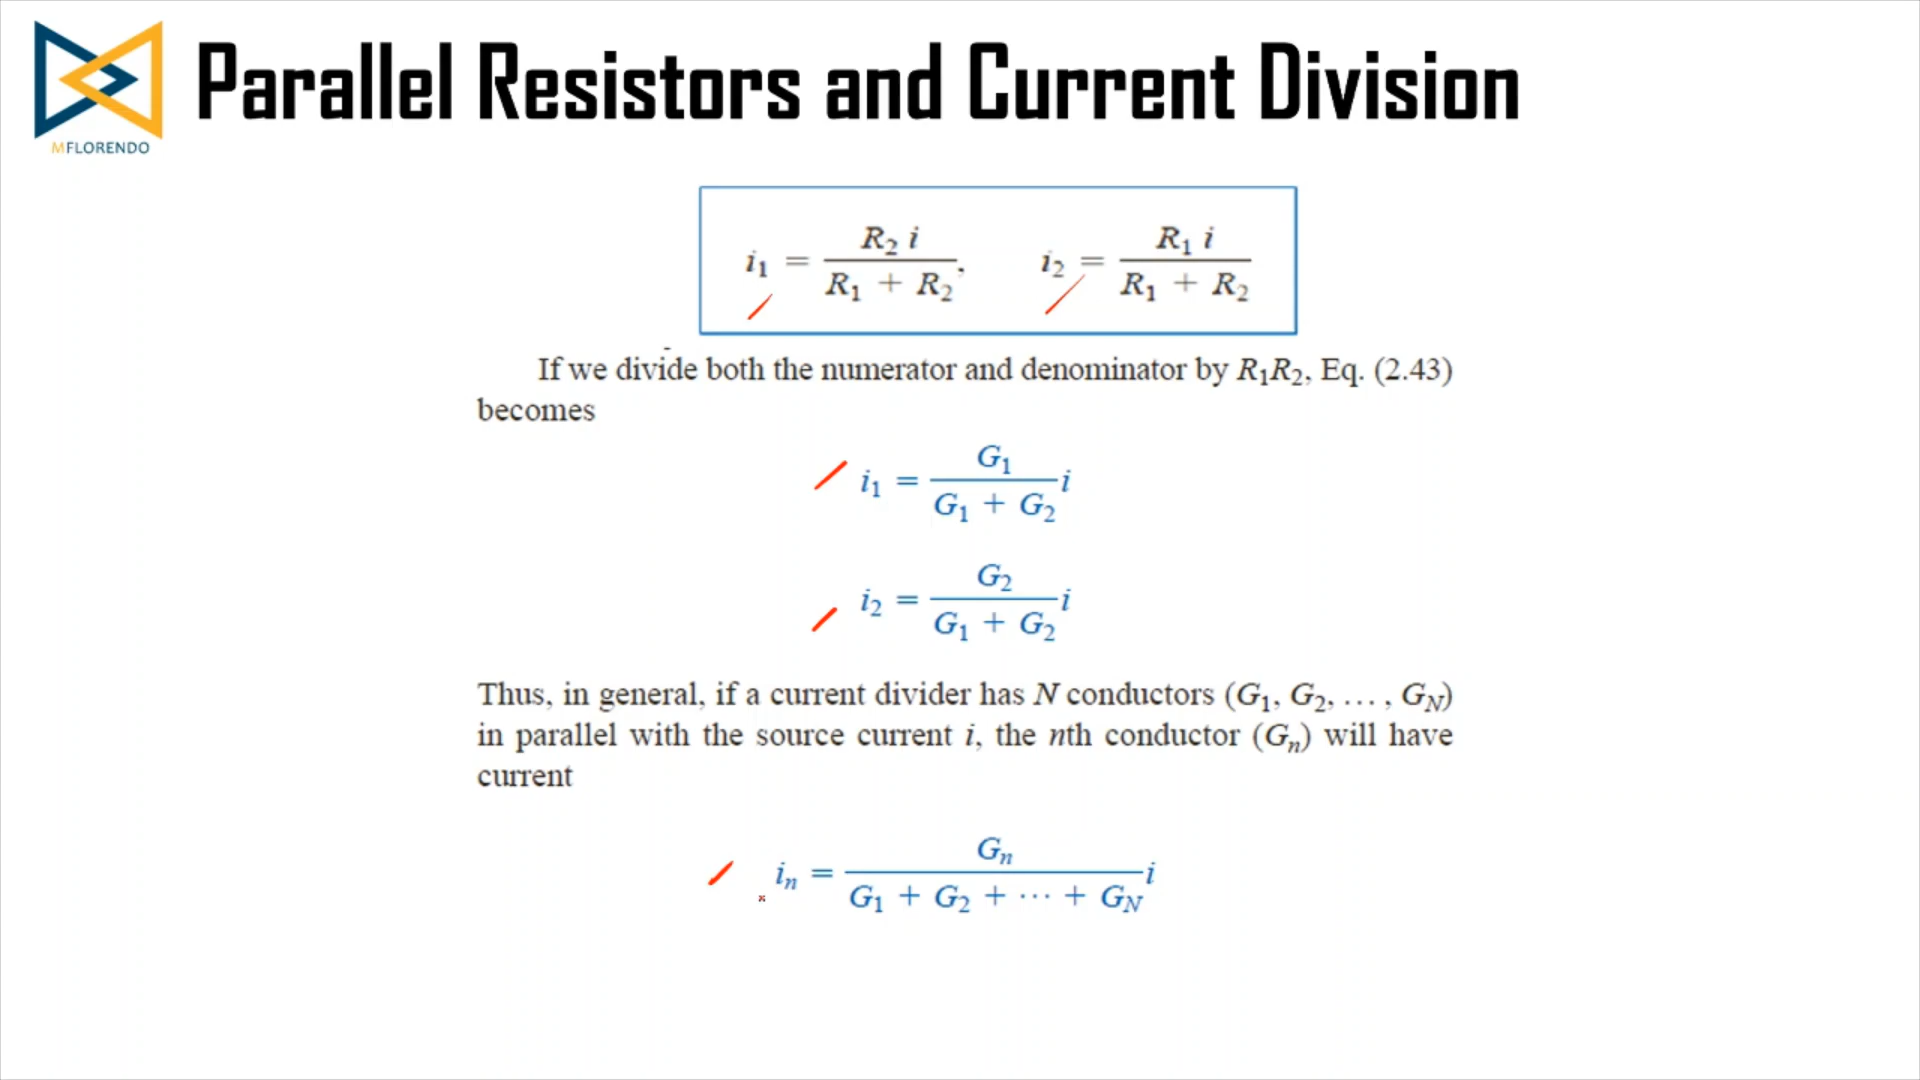 Parallel Resistors and Current Division
MFLORENDO
i₁ = R₂ i / R₁ + R₂, i₂ = R₁ i / R₁ + R₂
If we divide both the numerator and denominator by R₁R₂, Eq. (2.43)
becomes
i₁ = G₁ / G₁ + G₂ i
i₂ = G₂ / G₁ + G₂ i
Thus, in general, if a current divider has N conductors (G₁, G₂, . . . , G_N)
in parallel with the source current i, the nth conductor (Gₙ) will have
current
iₙ = Gₙ / G₁ + G₂ + ⋯ + G_N i